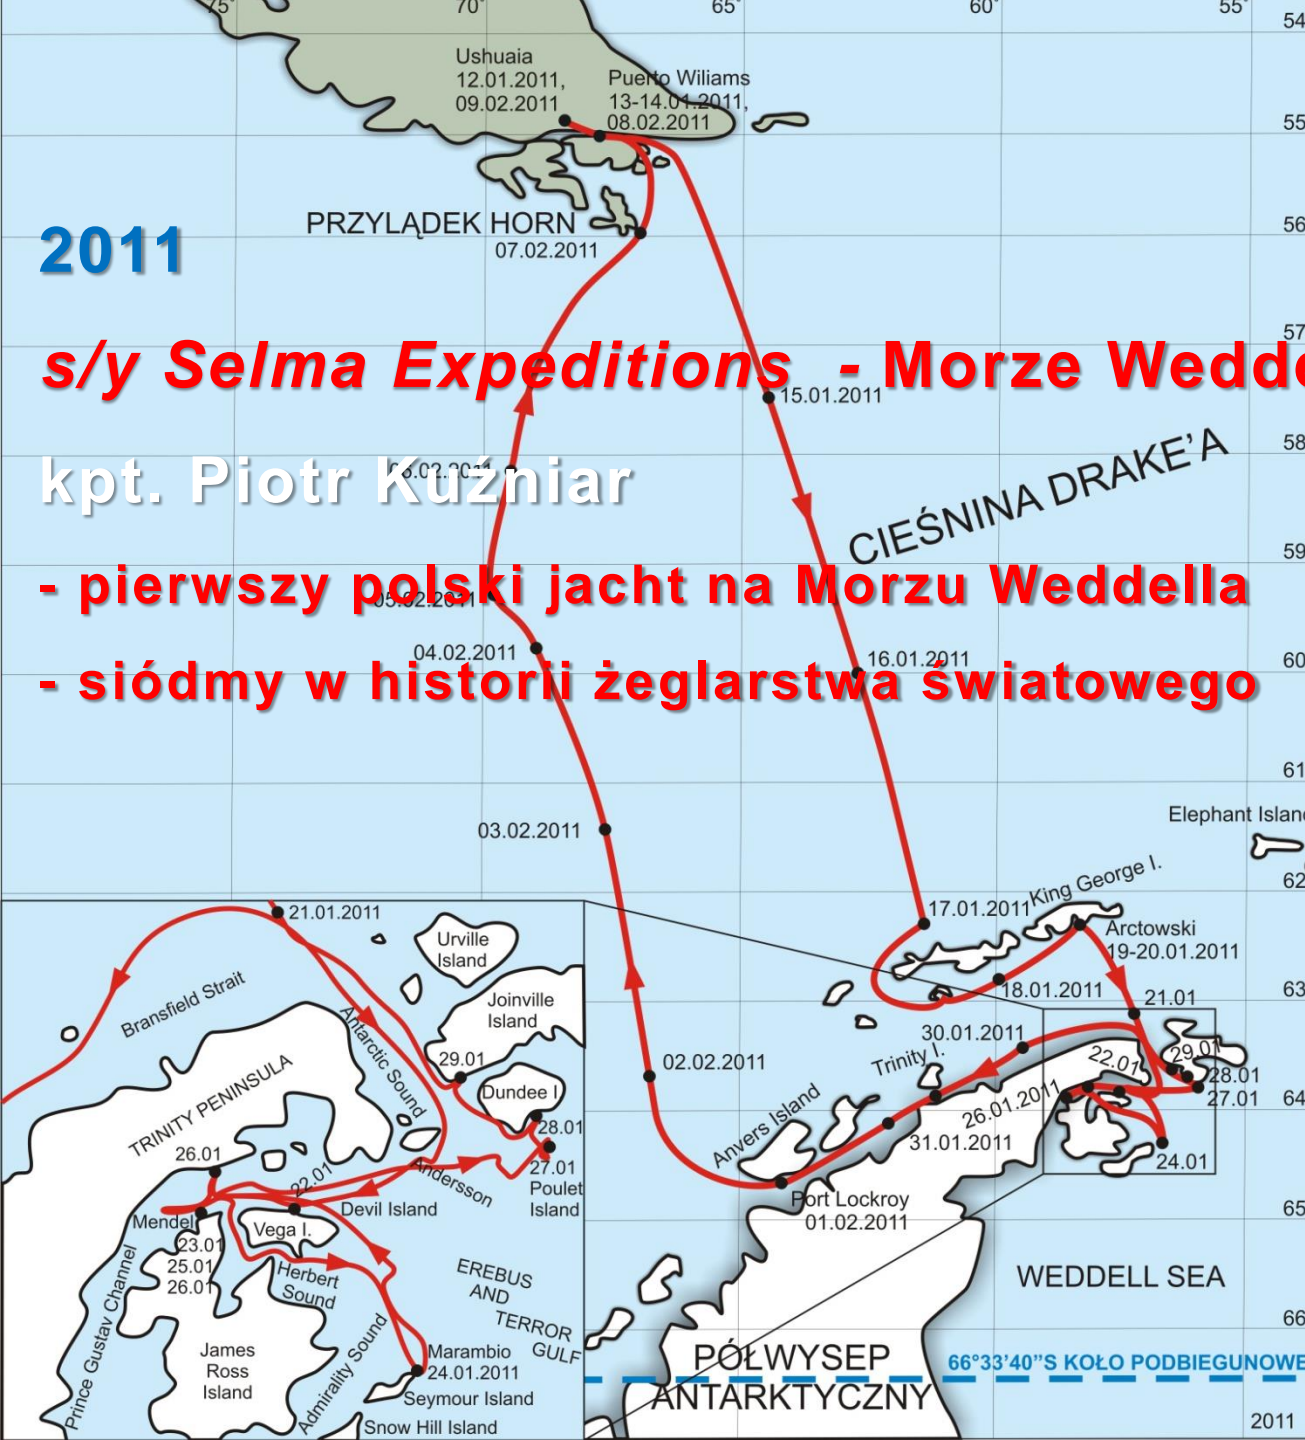 75°
70°
65°
60°
55°
54
Ushuaia
12.01.2011,
09.02.2011
Puerto Wiliams
13-14.01.2011,
08.02.2011
55
PRZYLĄDEK HORN
07.02.2011
56
2011
57
s/y Selma Expeditions - Morze Wedde
15.01.2011
58
CIEŚNINA DRAKE'A
06.02.2011
kpt. Piotr Kuźniar
59
- pierwszy polski jacht na Morzu Weddella
05.02.2011
04.02.2011
16.01.2011
60
- siódmy w historii żeglarstwa światowego
61
03.02.2011
Elephant Island
62
King George I.
17.01.2011
Arctowski
19-20.01.2011
18.01.2011
63
21.01
30.01.2011
Trinity I.
02.02.2011
22.01
29.01
28.01
27.01
64
26.01.2011
31.01.2011
Anvers Island
24.01
Port Lockroy
01.02.2011
65
WEDDELL SEA
66
PÓŁWYSEP
ANTARKTYCZNY
66°33'40"S KOŁO PODBIEGUNOWE
2011
21.01.2011
Urville
Island
Bransfield Strait
Joinville
Island
Antarctic Sound
29.01
TRINITY PENINSULA
Dundee I.
28.01
26.01
22.01
Andersson
27.01
Poulet
Island
Devil Island
Mendel
Vega I.
23.01
25.01
26.01
Herbert
Sound
EREBUS
AND
TERROR
GULF
Prince Gustav Channel
James
Ross
Island
Admirality Sound
Marambio
24.01.2011
Seymour Island
Snow Hill Island